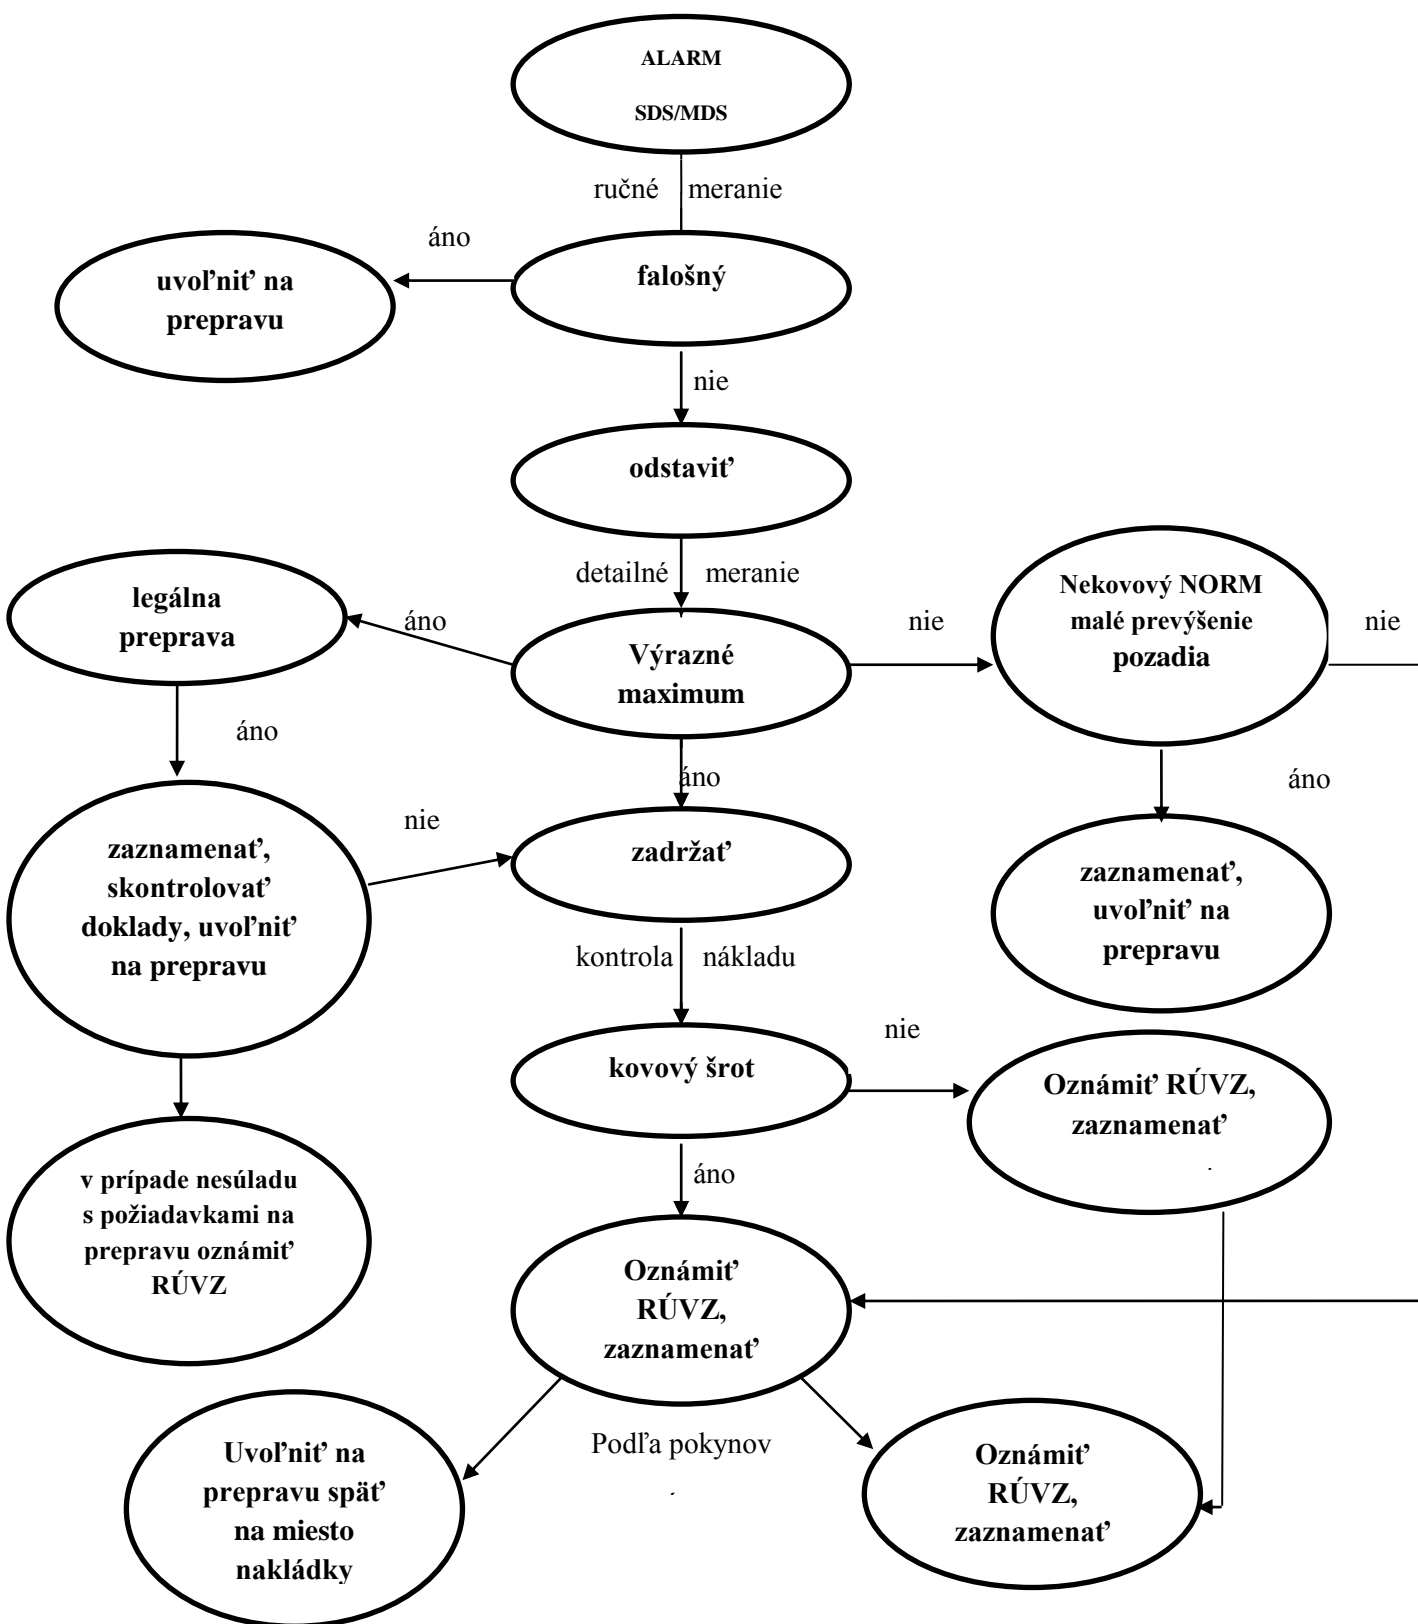 ALARM
SDS/MDS
ručné meranie
áno
falošný
uvoľniť na
prepravu
nie
odstaviť
detailné meranie
legálna
preprava
áno
Výrazné
maximum
nie
Nekovový NORM
malé prevýšenie
pozadia
nie
áno
áno
áno
nie
zaznamenať,
skontrolovať
doklady, uvoľniť
na prepravu
zadržať
zaznamenať,
uvoľniť na
prepravu
kontrola nákladu
nie
kovový šrot
Oznámiť RÚVZ,
zaznamenať
áno
v prípade nesúladu
s požiadavkami na
prepravu oznámiť
RÚVZ
Oznámiť
RÚVZ,
zaznamenať
Podľa pokynov
Uvoľniť na
prepravu späť
na miesto
nakládky
Oznámiť
RÚVZ,
zaznamenať